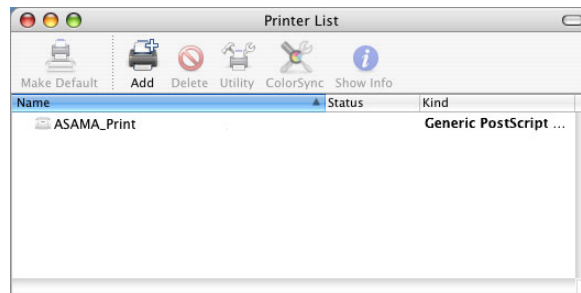 Printer List
Make Default Add Delete Utility ColorSync Show Info
Name Status Kind
ASAMA_Print Generic PostScript ...